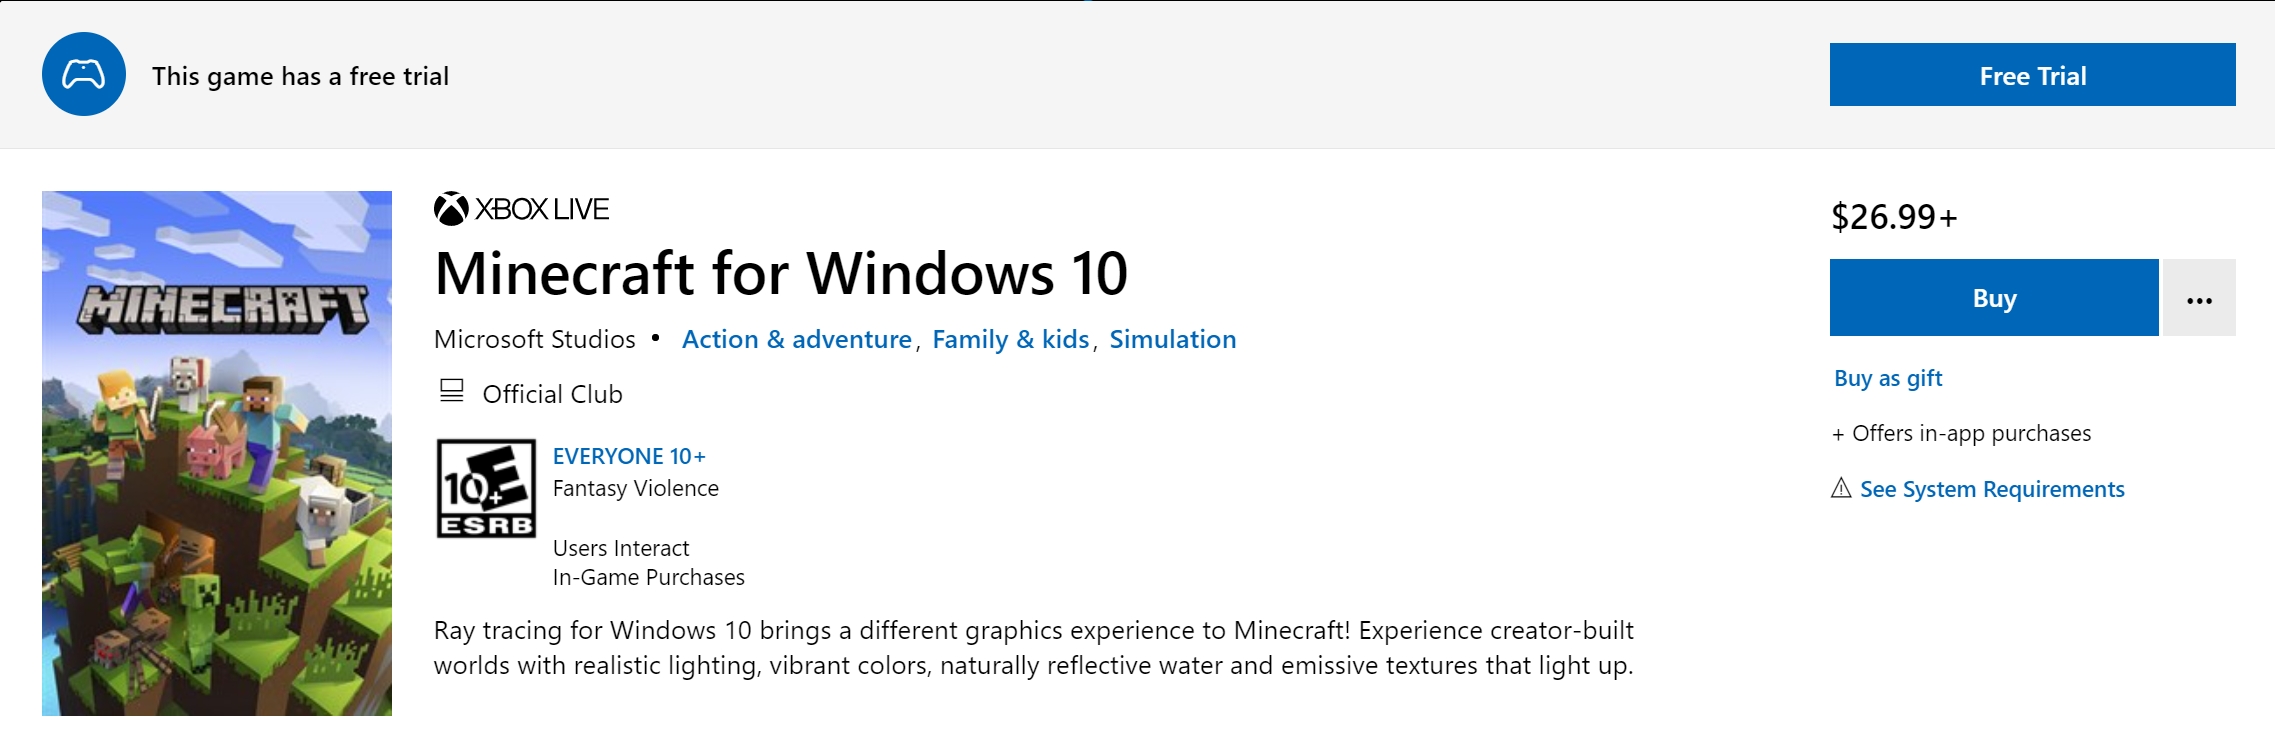 This game has a free trial
Free Trial
MINECRAFT
XBOX LIVE
Minecraft for Windows 10
Microsoft Studios • Action & adventure, Family & kids, Simulation
Official Club
10+ E
ESRB
EVERYONE 10+
Fantasy Violence
Users Interact
In-Game Purchases
Ray tracing for Windows 10 brings a different graphics experience to Minecraft! Experience creator-built
worlds with realistic lighting, vibrant colors, naturally reflective water and emissive textures that light up.
$26.99+
Buy
...
Buy as gift
+ Offers in-app purchases
See System Requirements